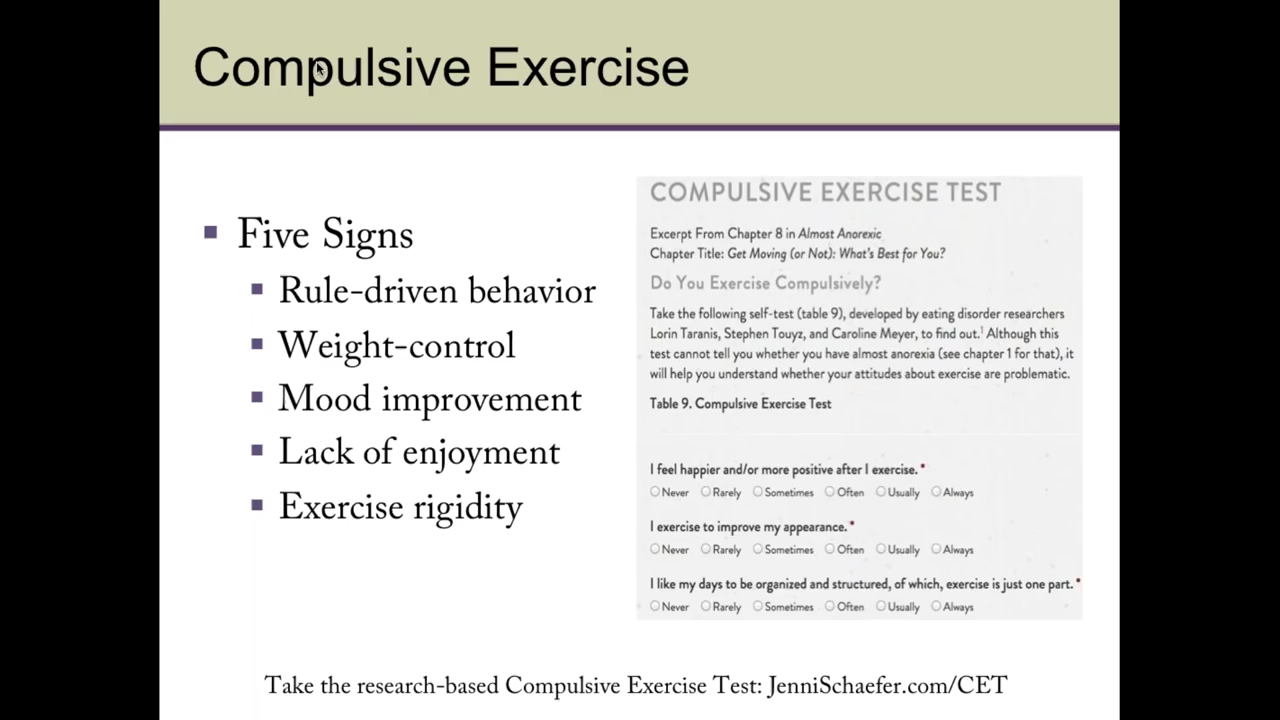 Compulsive Exercise
Five Signs
Rule-driven behavior
Weight-control
Mood improvement
Lack of enjoyment
Exercise rigidity
COMPULSIVE EXERCISE TEST
Excerpt From Chapter 8 in Almost Anorexic
Chapter Title: Get Moving (or Not): What's Best for You?
Do You Exercise Compulsively?
Take the following self-test (table 9), developed by eating disorder researchers
Lorin Taranis, Stephen Touyz, and Caroline Meyer, to find out.¹ Although this
test cannot tell you whether you have almost anorexia (see chapter 1 for that), it
will help you understand whether your attitudes about exercise are problematic.
Table 9. Compulsive Exercise Test
I feel happier and/or more positive after I exercise.*
Never Rarely Sometimes Often Usually Always
I exercise to improve my appearance.*
Never Rarely Sometimes Often Usually Always
I like my days to be organized and structured, of which, exercise is just one part.*
Never Rarely Sometimes Often Usually Always
Take the research-based Compulsive Exercise Test: JenniSchaefer.com/CET